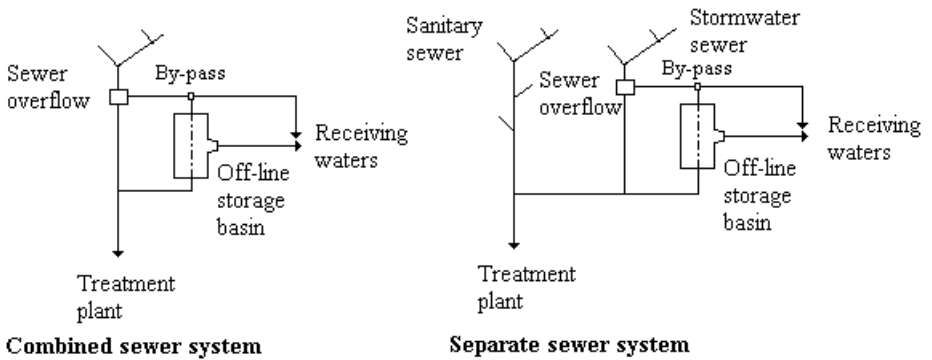 Sewer
overflow
By-pass
Receiving
waters
Off-line
storage
basin
Treatment
plant
Combined sewer system
Sanitary
sewer
Stormwater
sewer
Sewer
overflow
By-pass
Receiving
waters
Off-line
storage
basin
Treatment
plant
Separate sewer system